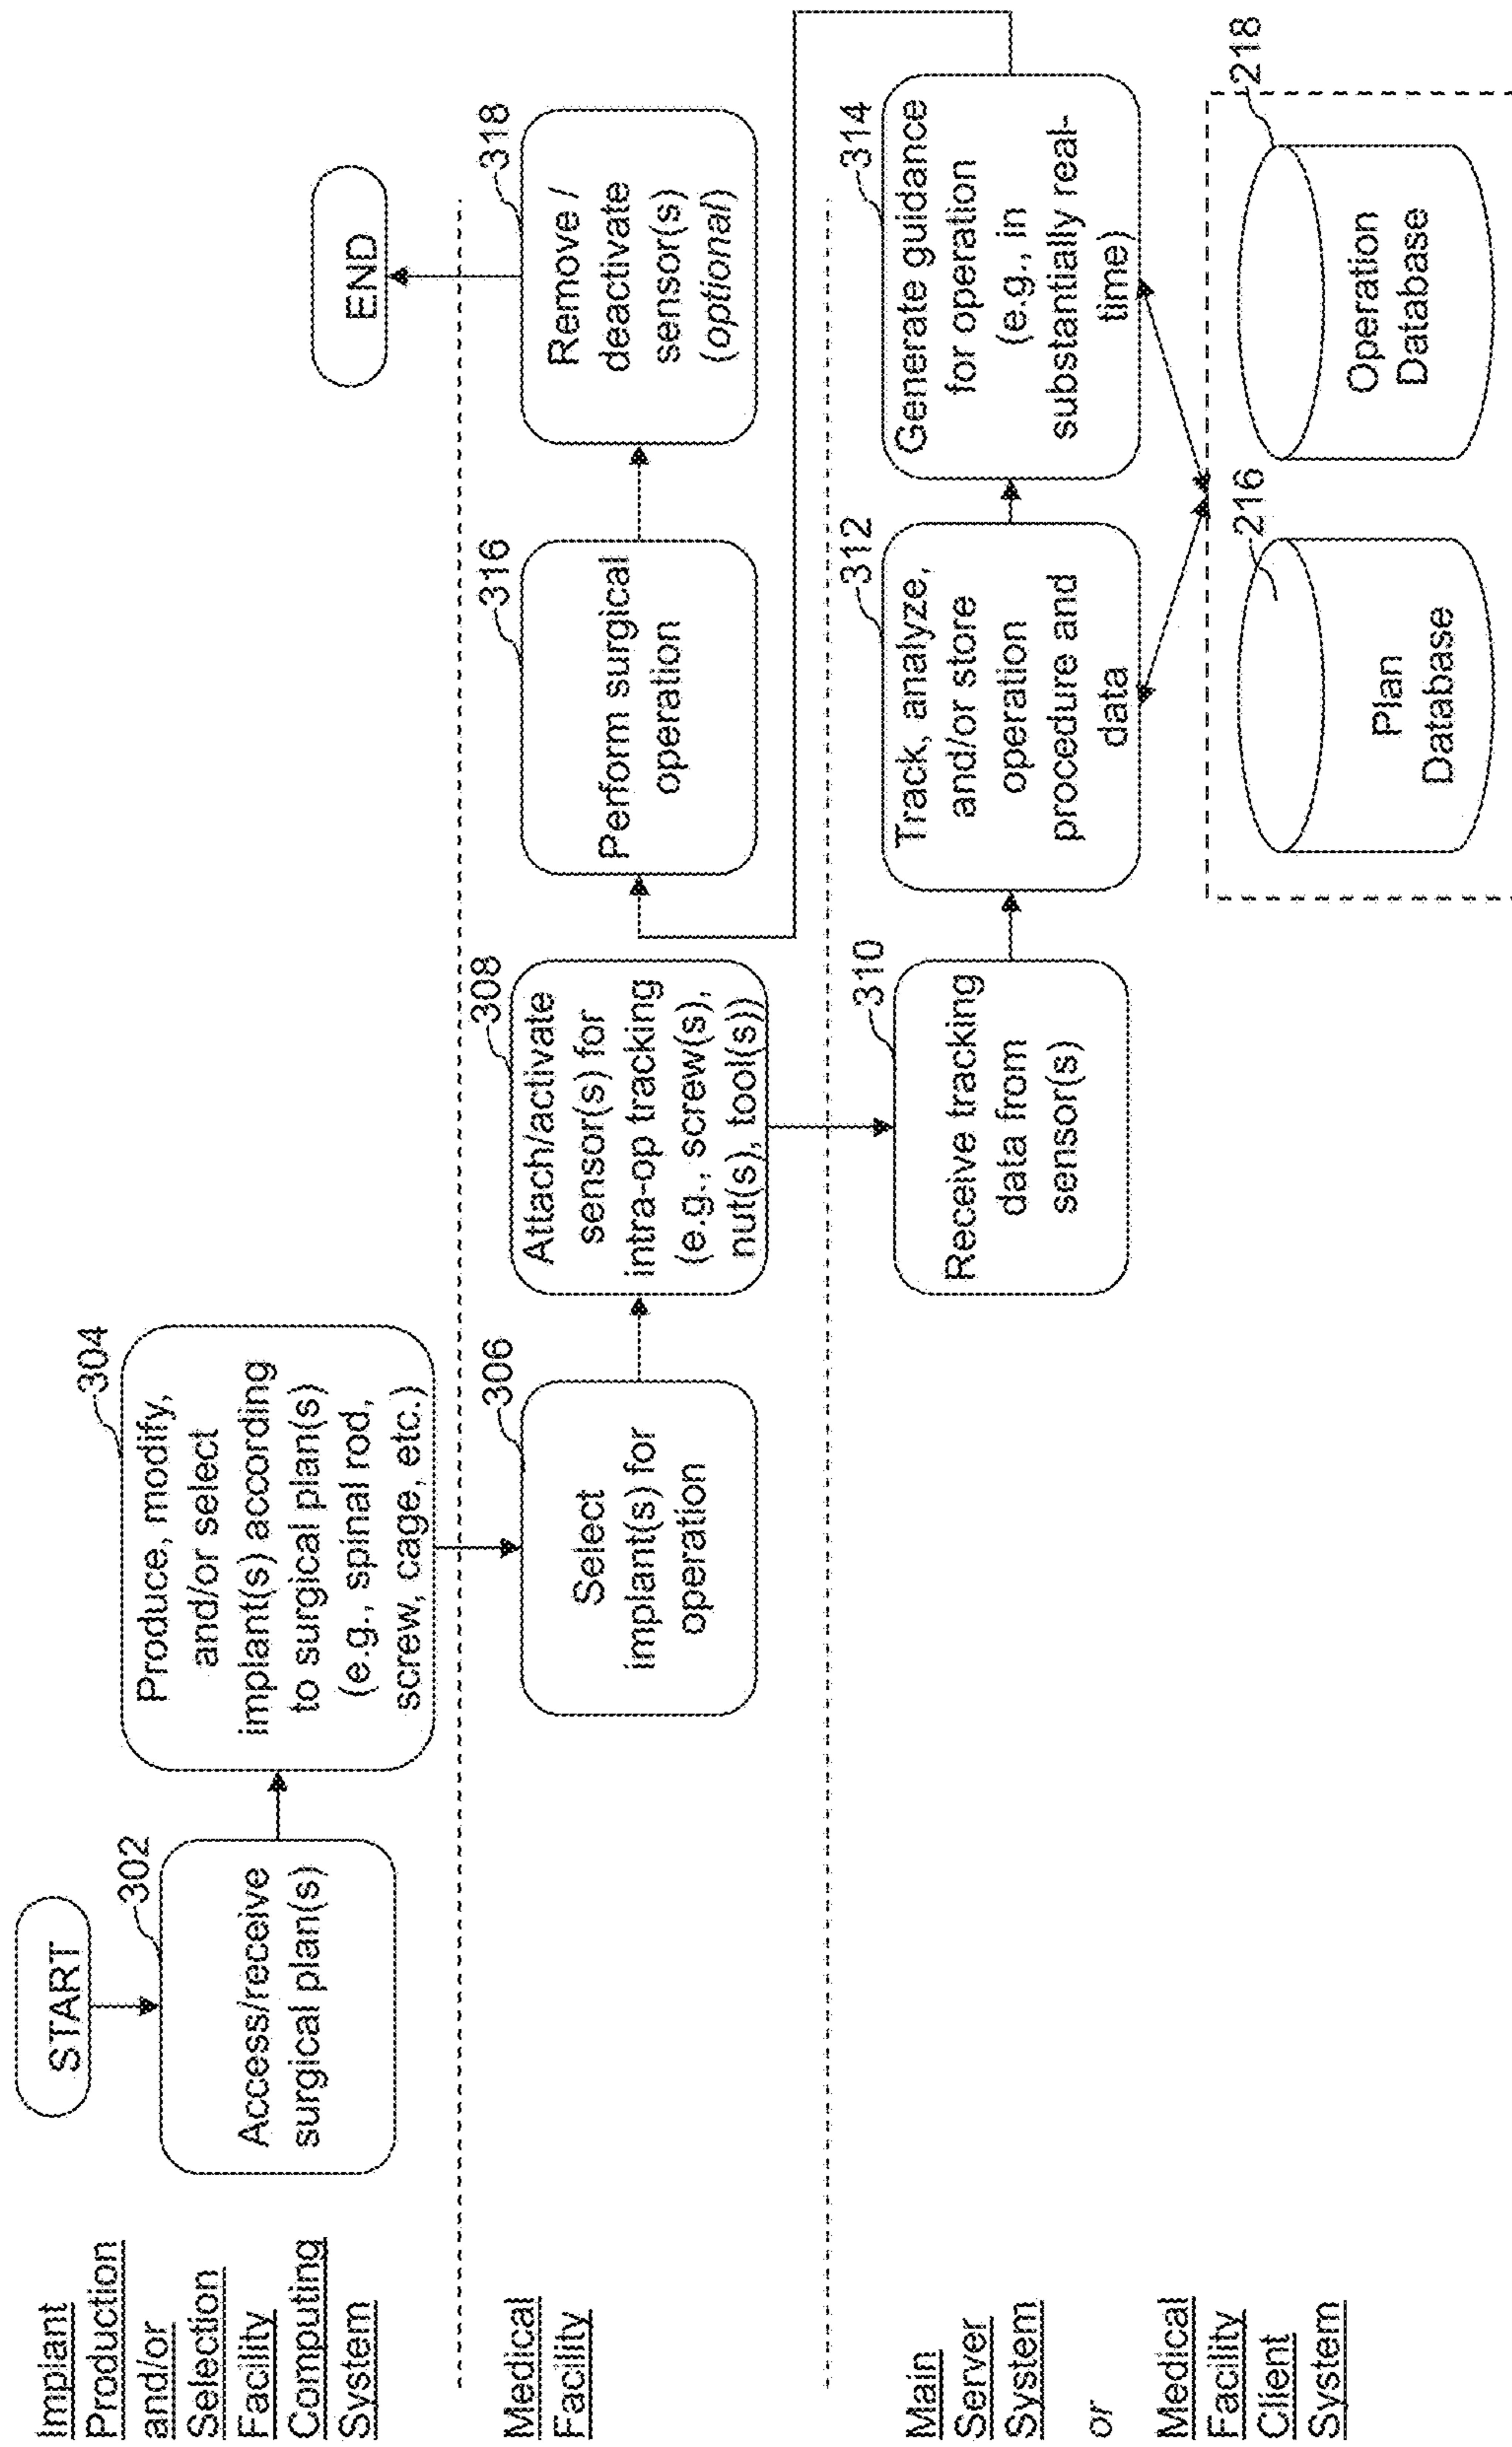 Implant
Production
and/or
Selection
Facility
Computing
System
START
302
Access/receive
surgical plan(s)
304
Produce, modify,
and/or select
implant(s) according
to surgical plan(s)
(e.g., spinal rod,
screw, cage, etc.)
END
Medical
Facility
306
Select
implant(s) for
operation
308
Attach/activate
sensor(s) for
intra-op tracking
(e.g., screw(s),
nut(s), tool(s))
316
Perform surgical
operation
318
Remove /
deactivate
sensor(s)
(optional)
Main
Server
System
or
Medical
Facility
Client
System
310
Receive tracking
data from
sensor(s)
312
Track, analyze,
and/or store
operation
procedure and
data
314
Generate guidance
for operation
(e.g., in
substantially real-
time)
216
Plan
Database
218
Operation
Database